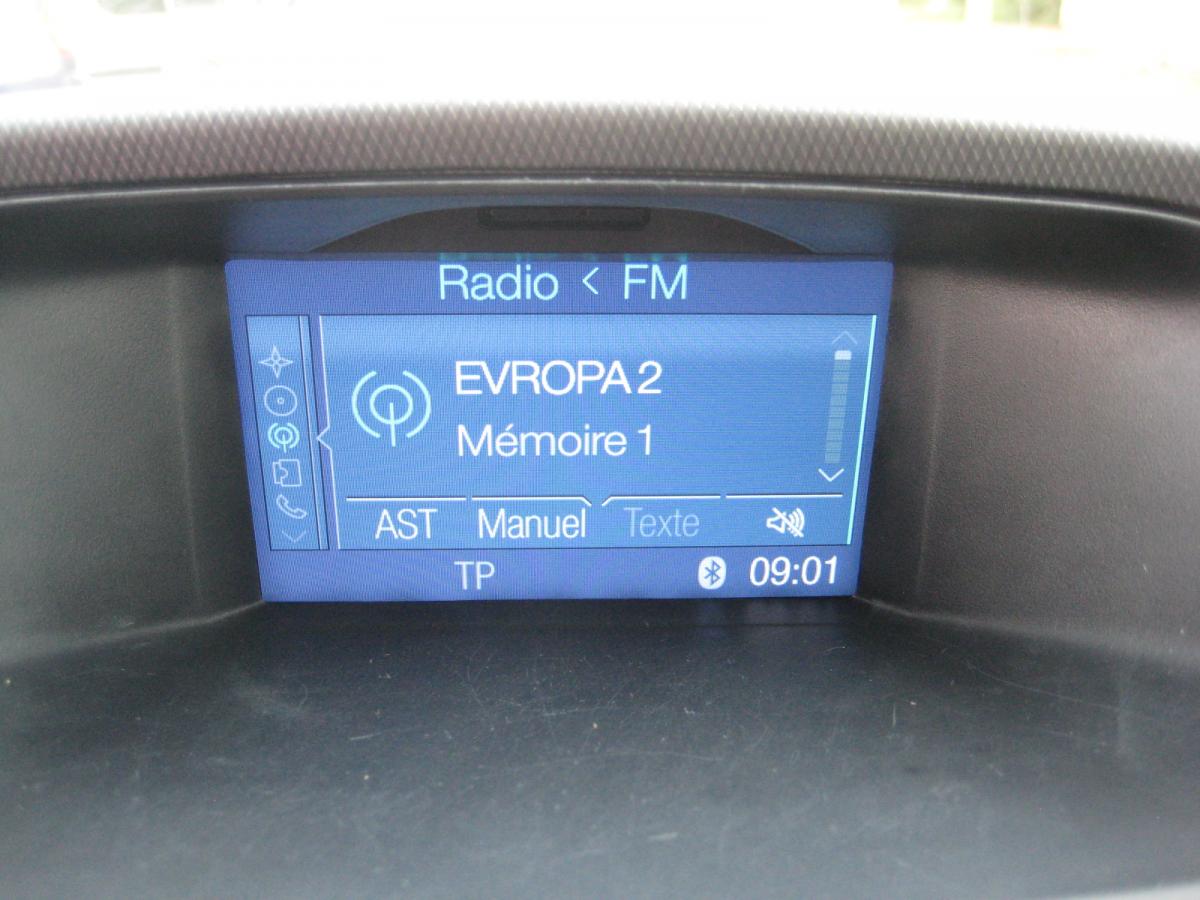 Radio < FM
EVROPA 2
Mémoire 1
AST Manuel Texte
TP 09:01